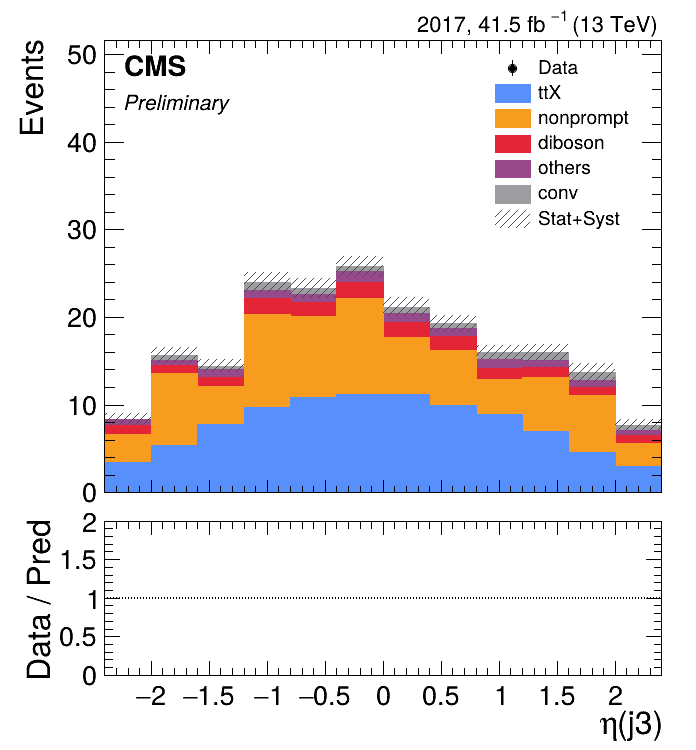 2017, 41.5 fb⁻¹ (13 TeV)
Events
50
40
30
20
10
0
CMS
Preliminary
Data
ttX
nonprompt
diboson
others
conv
Stat+Syst
Data / Pred
2
1.5
1
0.5
0
−2 −1.5 −1 −0.5 0 0.5 1 1.5 2
η(j3)